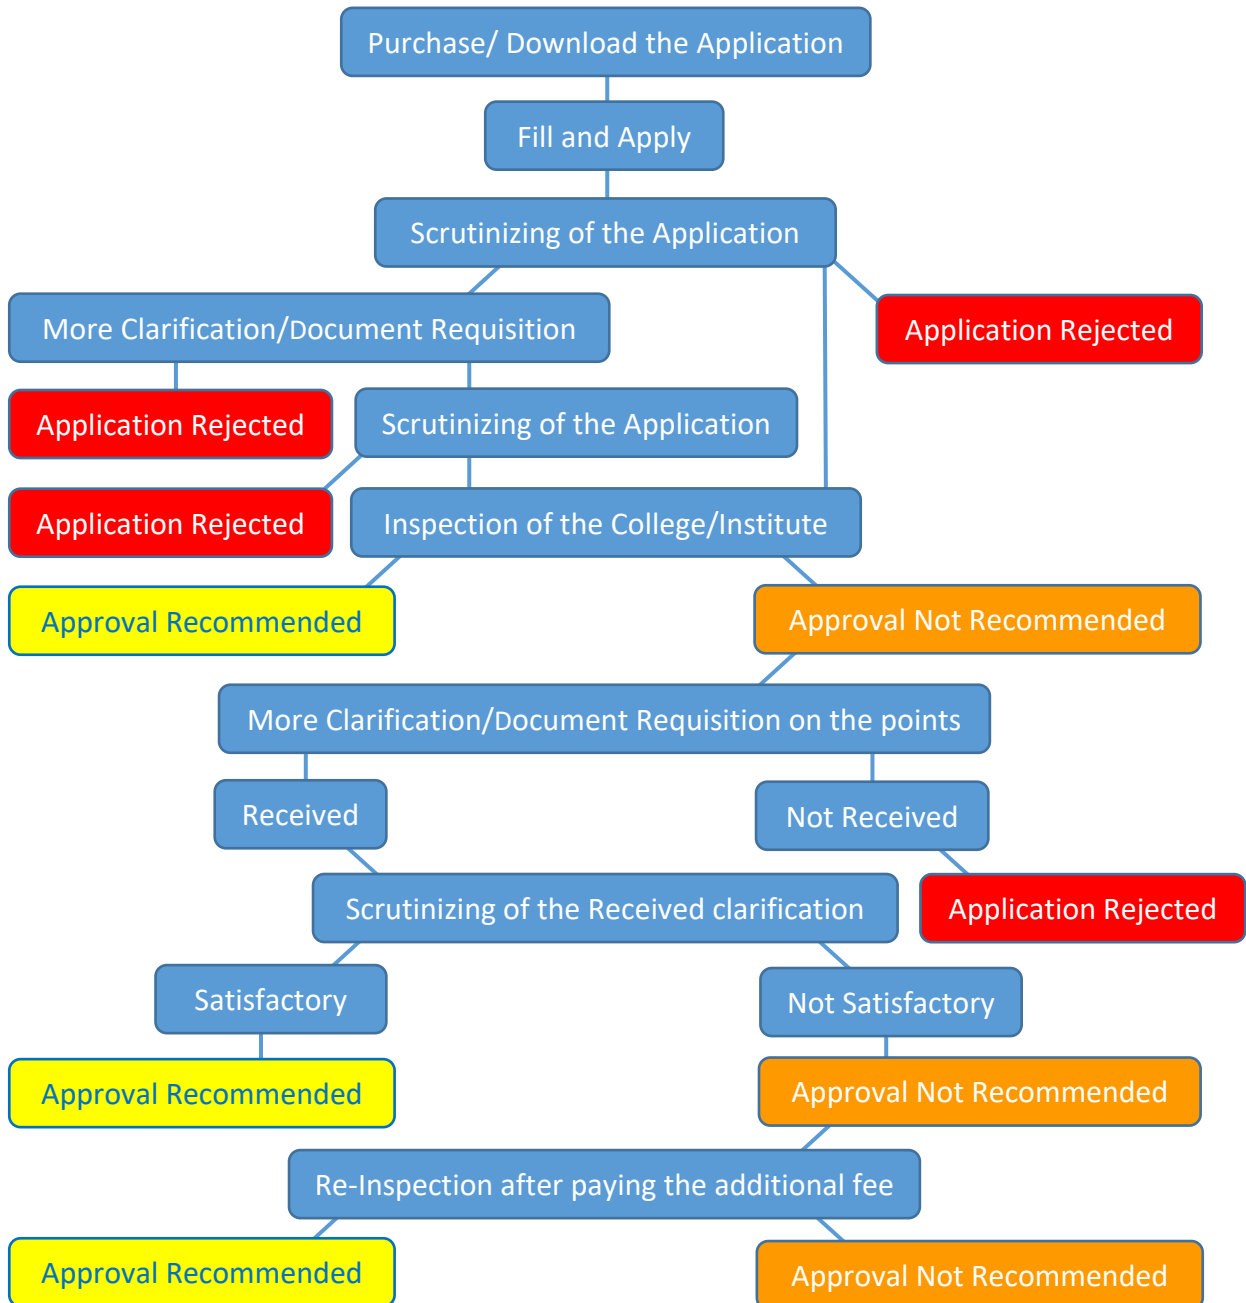 Purchase/ Download the Application
Fill and Apply
Scrutinizing of the Application
More Clarification/Document Requisition
Application Rejected
Application Rejected
Scrutinizing of the Application
Application Rejected
Inspection of the College/Institute
Approval Recommended
Approval Not Recommended
More Clarification/Document Requisition on the points
Received
Not Received
Scrutinizing of the Received clarification
Application Rejected
Satisfactory
Not Satisfactory
Approval Recommended
Approval Not Recommended
Re-Inspection after paying the additional fee
Approval Recommended
Approval Not Recommended